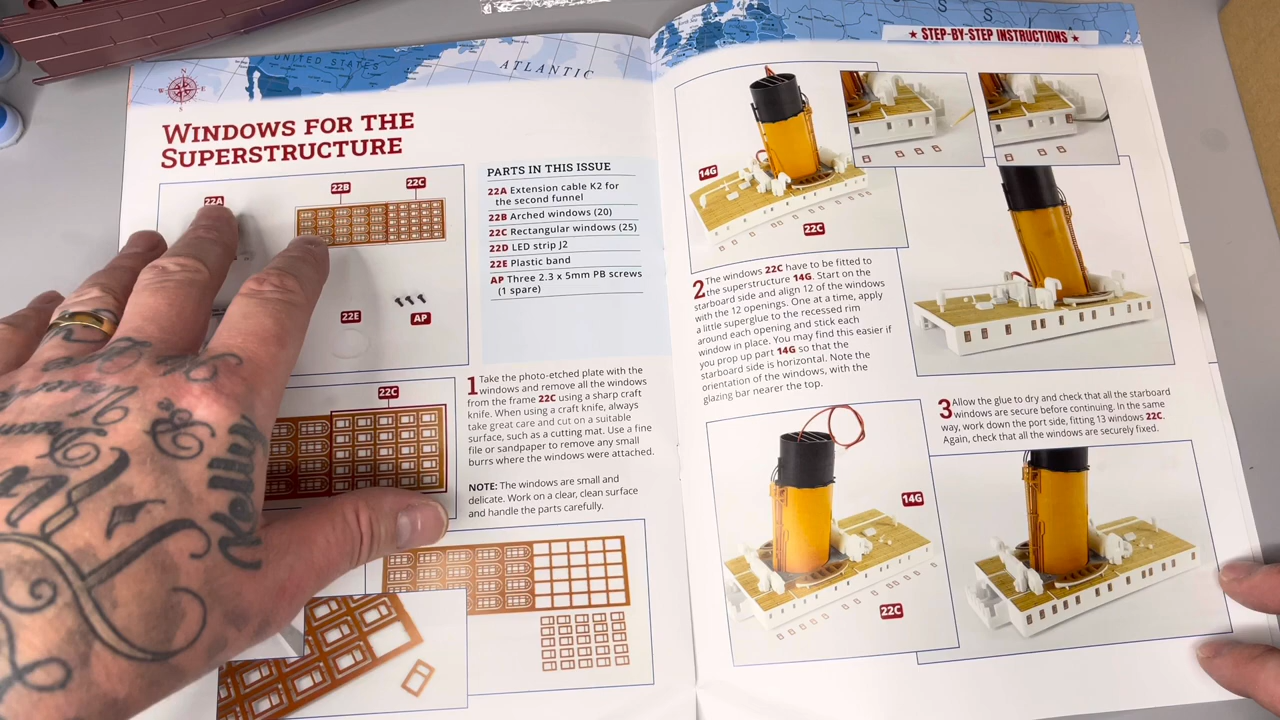 UNITED STATES
ATLANTIC
WINDOWS FOR THE
SUPERSTRUCTURE
22A
22B
22C
22E
AP
PARTS IN THIS ISSUE
22A Extension cable K2 for
the second funnel
22B Arched windows (20)
22C Rectangular windows (25)
22D LED strip J2
22E Plastic band
AP Three 2.3 x 5mm PB screws
(1 spare)
22C
1 Take the photo-etched plate with the
windows and remove all the windows
from the frame 22C using a sharp craft
knife. When using a craft knife, always
take great care and cut on a suitable
surface, such as a cutting mat. Use a fine
file or sandpaper to remove any small
burrs where the windows were attached.
NOTE: The windows are small and
delicate. Work on a clear, clean surface
and handle the parts carefully.
★ STEP-BY-STEP INSTRUCTIONS ★
14G
22C
2 The windows 22C have to be fitted to
the superstructure 14G. Start on the
starboard side and align 12 of the windows
with the 12 openings. One at a time, apply
a little superglue to the recessed rim
around each opening and stick each
window in place. You may find this easier if
you prop up part 14G so that the
starboard side is horizontal. Note the
orientation of the windows, with the
glazing bar nearer the top.
3 Allow the glue to dry and check that all the starboard
windows are secure before continuing. In the same
way, work down the port side, fitting 13 windows 22C.
Again, check that all the windows are securely fixed.
14G
22C
Nelly